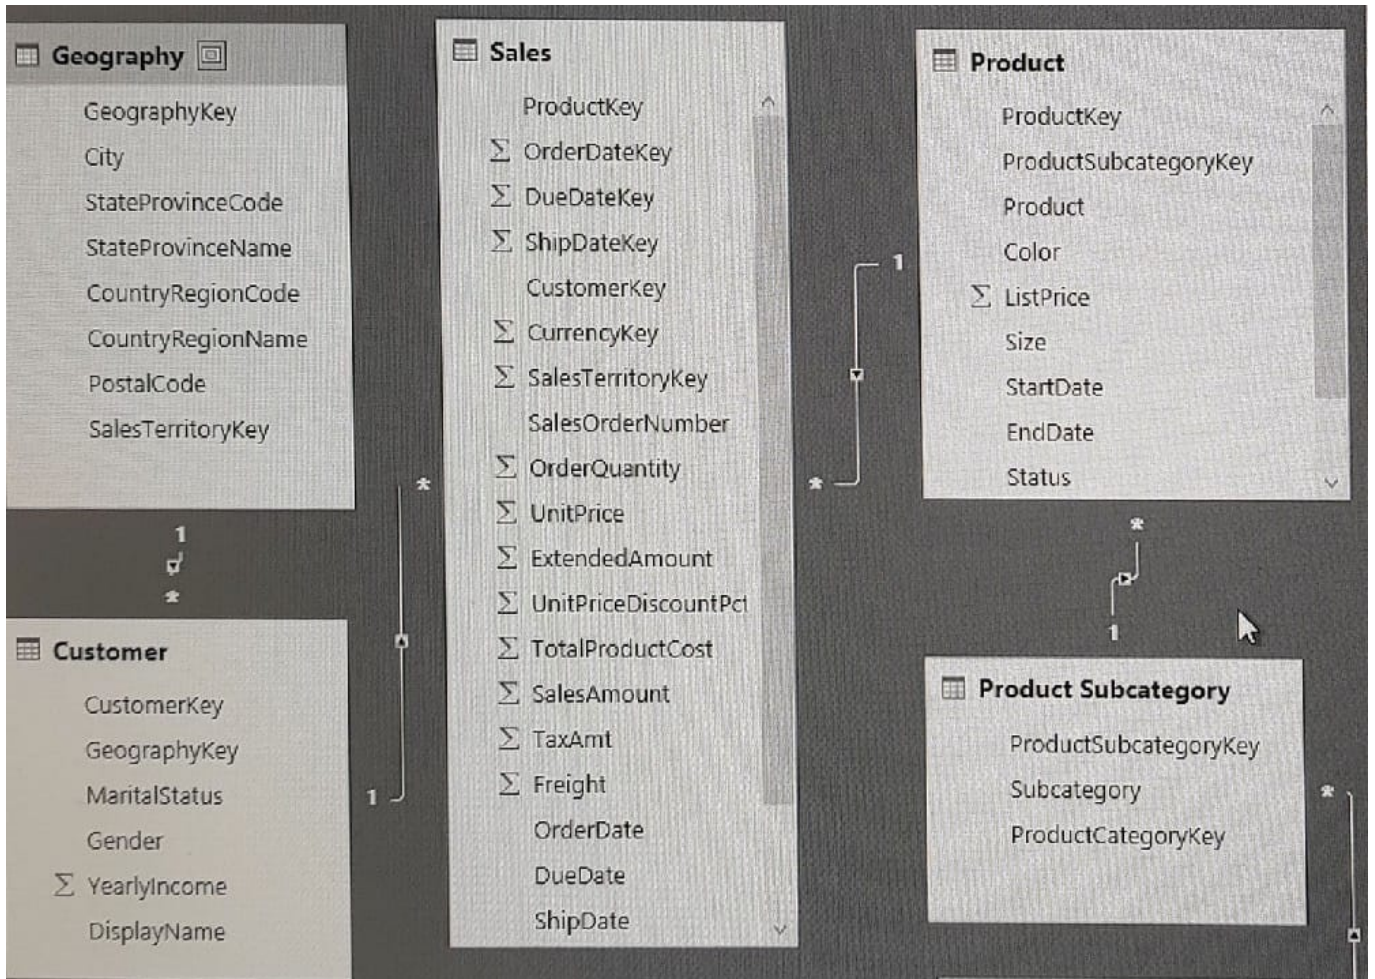 Geography
GeographyKey
City
StateProvinceCode
StateProvinceName
CountryRegionCode
CountryRegionName
PostalCode
SalesTerritoryKey
1
*
Customer
CustomerKey
GeographyKey
MaritalStatus
Gender
Σ YearlyIncome
DisplayName
*
1
Sales
ProductKey
Σ OrderDateKey
Σ DueDateKey
Σ ShipDateKey
CustomerKey
Σ CurrencyKey
Σ SalesTerritoryKey
SalesOrderNumber
Σ OrderQuantity
Σ UnitPrice
Σ ExtendedAmount
Σ UnitPriceDiscountPct
Σ TotalProductCost
Σ SalesAmount
Σ TaxAmt
Σ Freight
OrderDate
DueDate
ShipDate
1
*
Product
ProductKey
ProductSubcategoryKey
Product
Color
Σ ListPrice
Size
StartDate
EndDate
Status
*
1
Product Subcategory
ProductSubcategoryKey
Subcategory
ProductCategoryKey
*